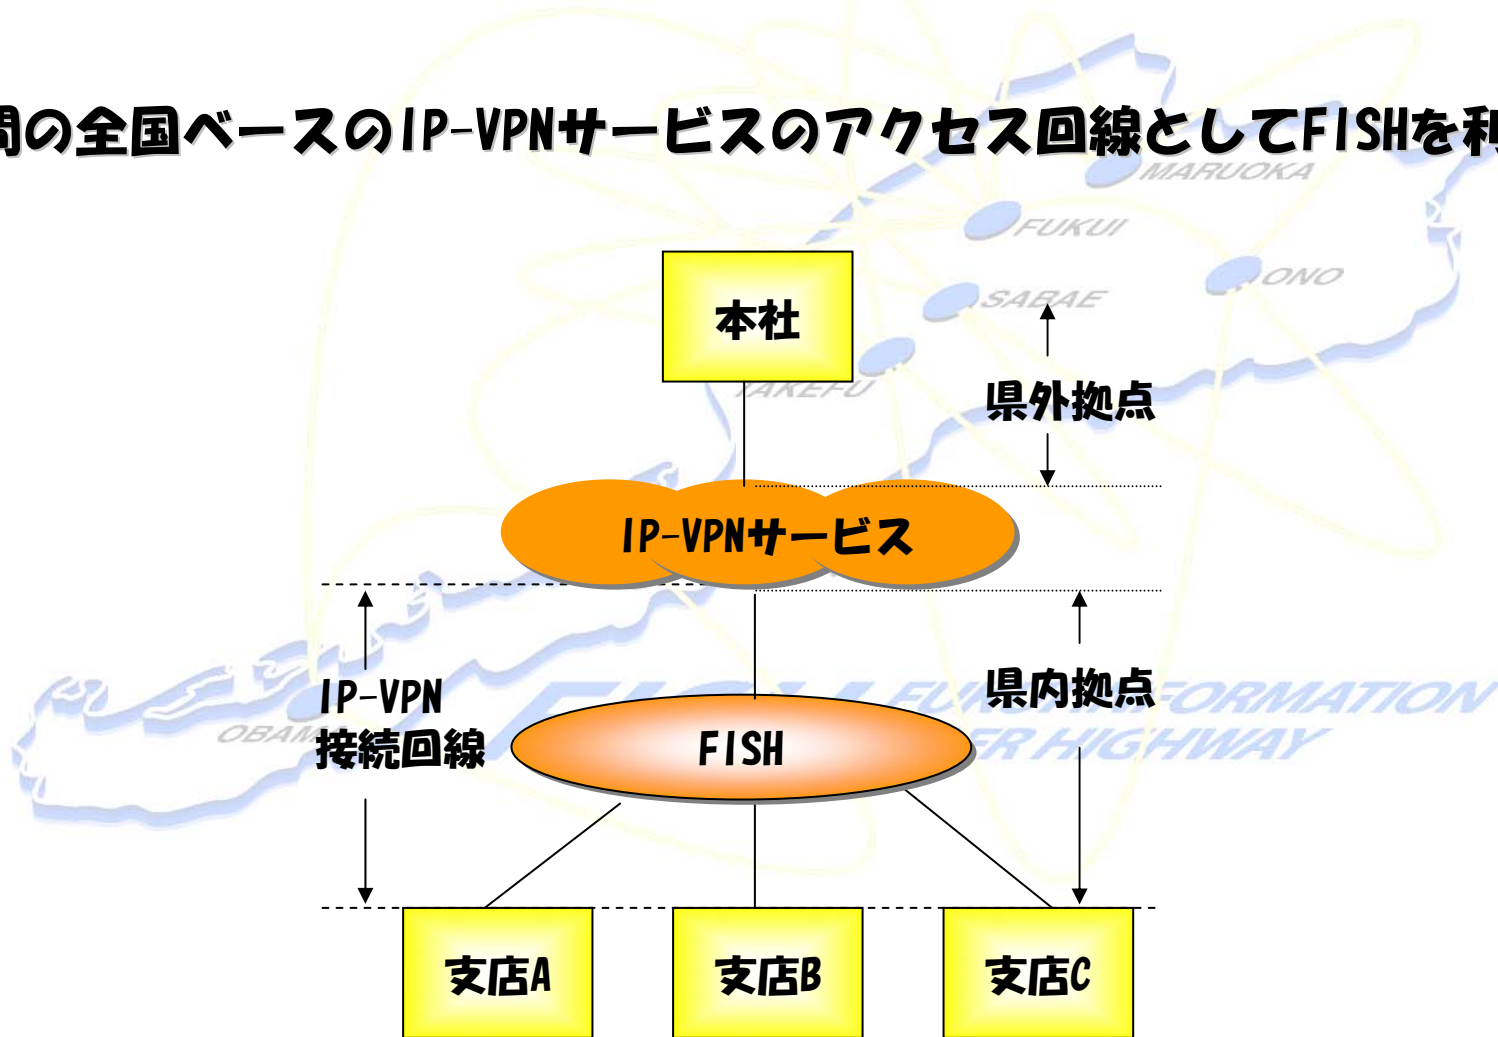 間の全国ベースのIP-VPNサービスのアクセス回線としてFISHを利
MARUOKA
FUKUI
ONO
SABAE
本社
TAKEFU
県外拠点
IP-VPNサービス
IP-VPN
接続回線
県内拠点
FUKUI INFORMATION
HIGHWAY
OBAMA
FISH
支店A
支店B
支店C